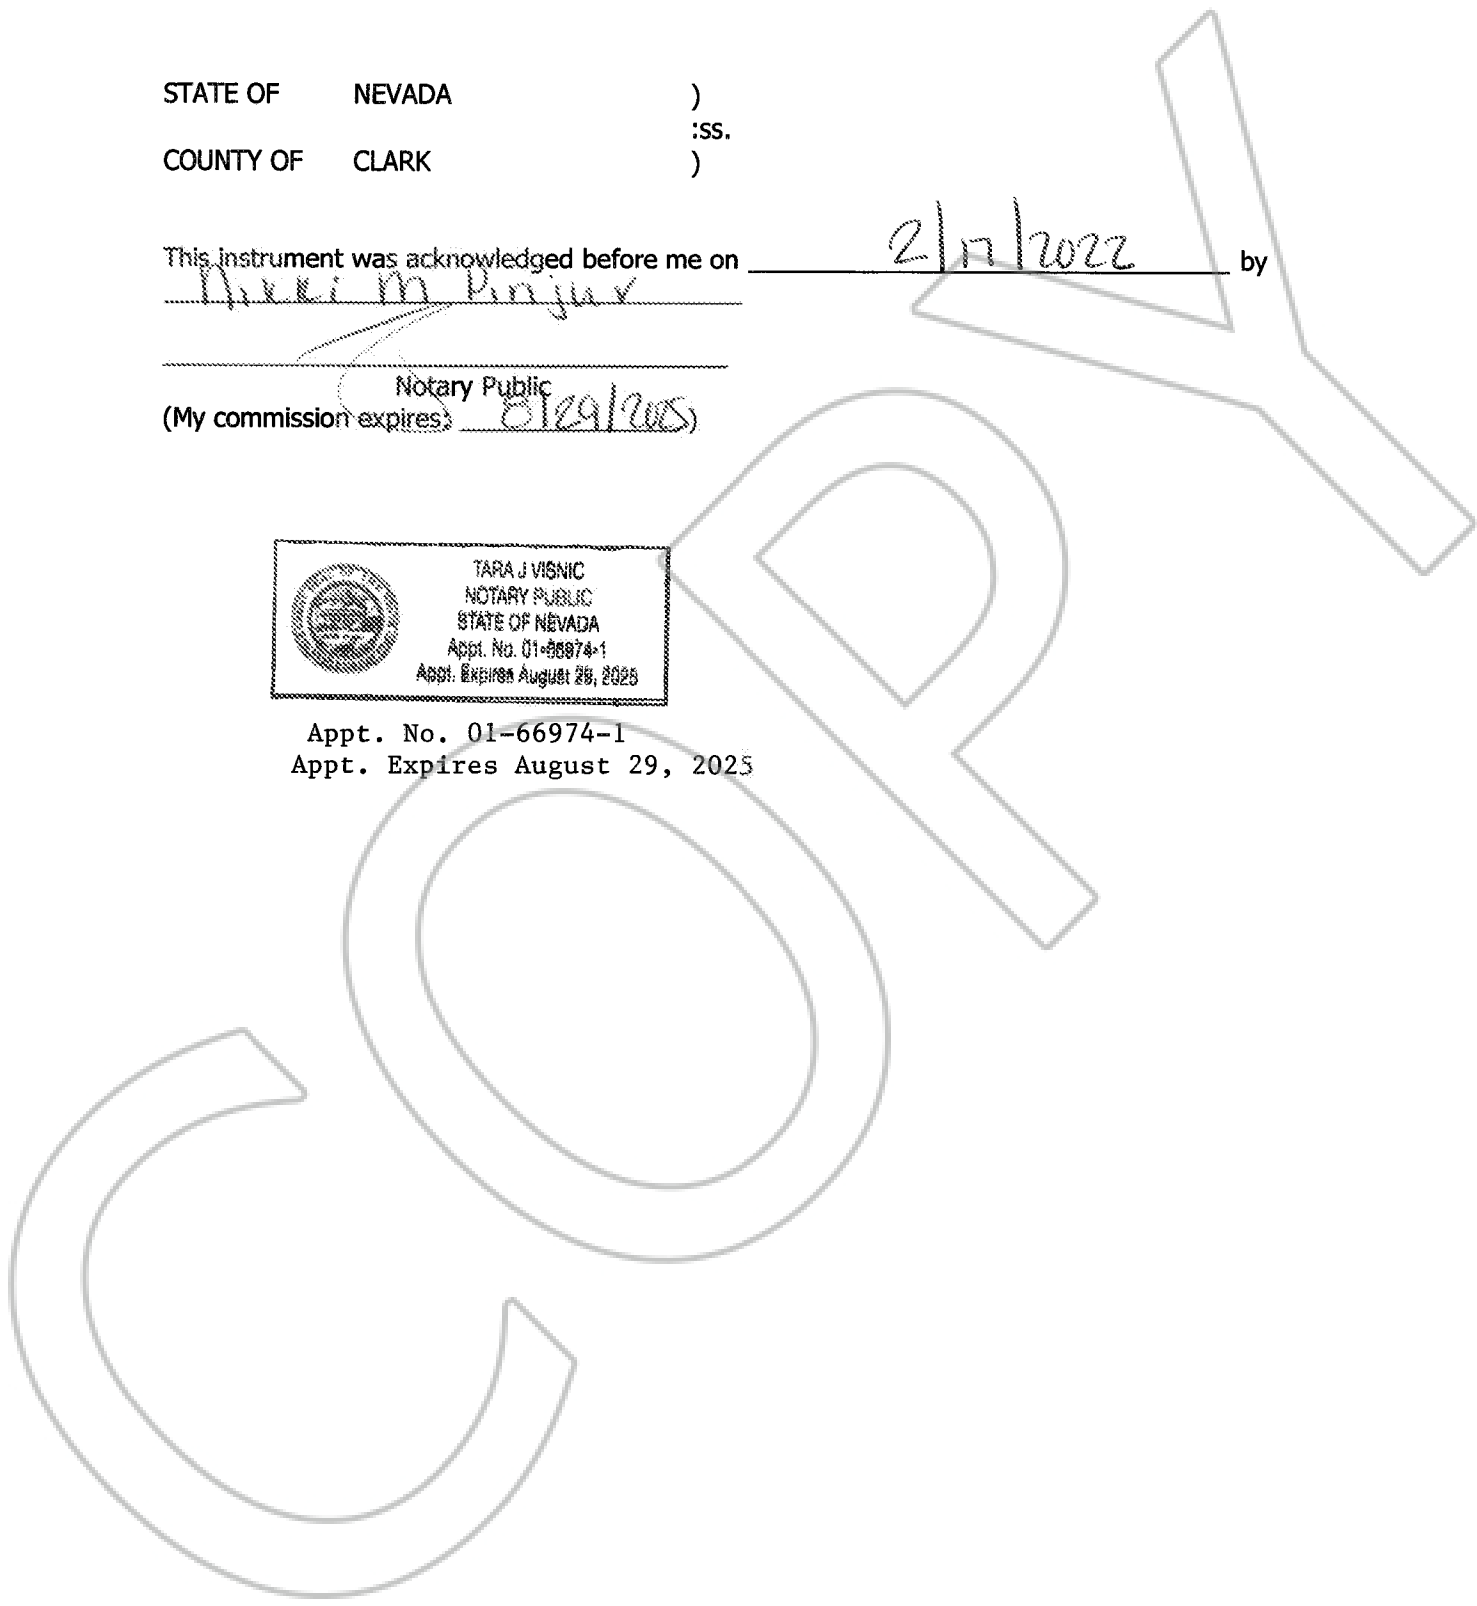 STATE OF NEVADA )
:ss.
COUNTY OF CLARK )
This instrument was acknowledged before me on 2/17/2022 by
Nikki M Pinjuv
Notary Public
(My commission expires: 8/29/2025)
TARA J VISNIC
NOTARY PUBLIC
STATE OF NEVADA
Appt. No. 01-66974-1
Appt. Expires August 29, 2025
Appt. No. 01-66974-1
Appt. Expires August 29, 2025
COPY